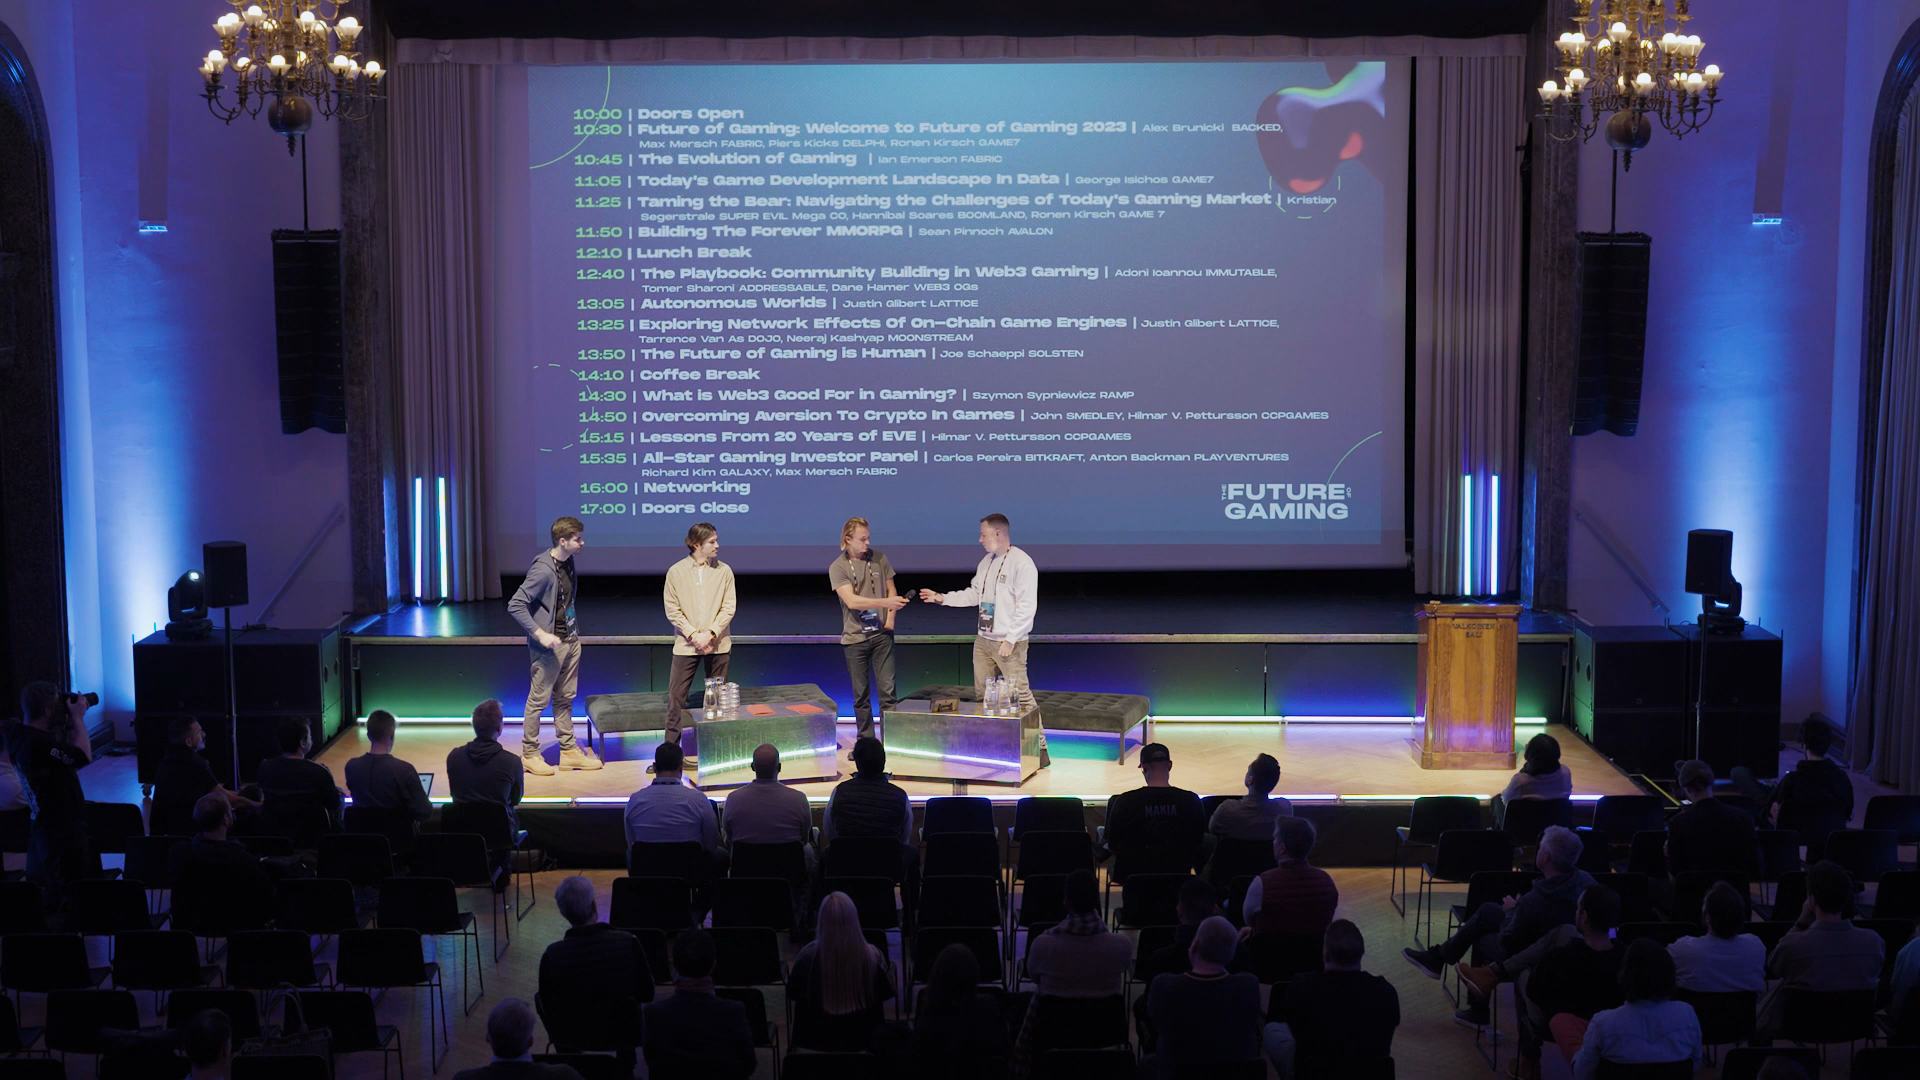 10:00 | Doors Open
10:30 | Future of Gaming: Welcome to Future of Gaming 2023 | Alex Brunicki BACKED,
Max Mersch FABRIC, Piers Kicks DELPHI, Ronen Kirsch GAME7
10:45 | The Evolution of Gaming | Ian Emerson FABRIC
11:05 | Today's Game Development Landscape In Data | George Isichos GAME7
11:25 | Taming the Bear: Navigating the Challenges of Today's Gaming Market | Kristian
Segerstrale SUPER EVIL Mega CO, Hannibal Soares BOOMLAND, Ronen Kirsch GAME 7
11:50 | Building The Forever MMORPG | Sean Pinnoch AVALON
12:10 | Lunch Break
12:40 | The Playbook: Community Building in Web3 Gaming | Adoni Ioannou IMMUTABLE,
Tomer Sharoni ADDRESSABLE, Dane Hamer WEB3 OGs
13:05 | Autonomous Worlds | Justin Glibert LATTICE
13:25 | Exploring Network Effects Of On-Chain Game Engines | Justin Glibert LATTICE,
Tarrence Van As DOJO, Neeraj Kashyap MOONSTREAM
13:50 | The Future of Gaming is Human | Joe Schaeppi SOLSTEN
14:10 | Coffee Break
14:30 | What is Web3 Good For in Gaming? | Szymon Sypniewicz RAMP
14:50 | Overcoming Aversion To Crypto In Games | John SMEDLEY, Hilmar V. Pettursson CCPGAMES
15:15 | Lessons From 20 Years of EVE | Hilmar V. Pettursson CCPGAMES
15:35 | All-Star Gaming Investor Panel | Carlos Pereira BITKRAFT, Anton Backman PLAYVENTURES
Richard Kim GALAXY, Max Mersch FABRIC
16:00 | Networking
17:00 | Doors Close
THE FUTURE OF
GAMING
VALKOINEN
SALI
MAKIA